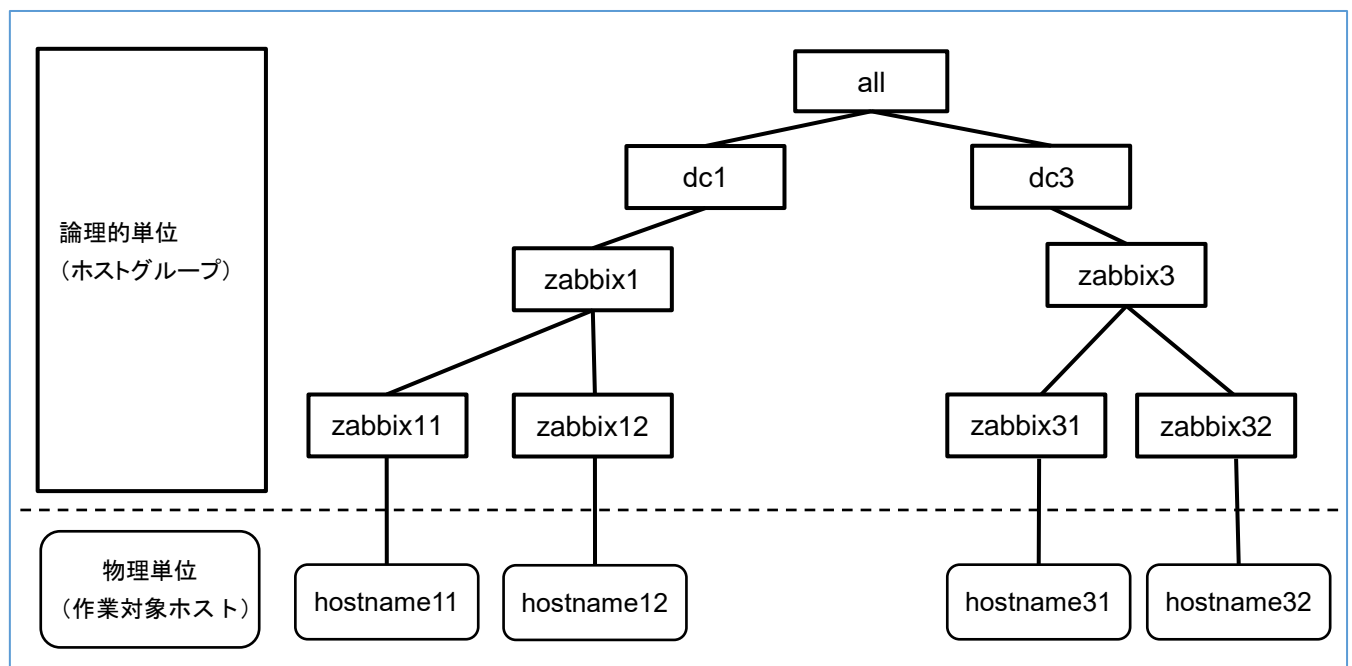 all
dc1
dc3
論理的単位
（ホストグループ）
zabbix1
zabbix3
zabbix11
zabbix12
zabbix31
zabbix32
物理単位
（作業対象ホスト）
hostname11
hostname12
hostname31
hostname32